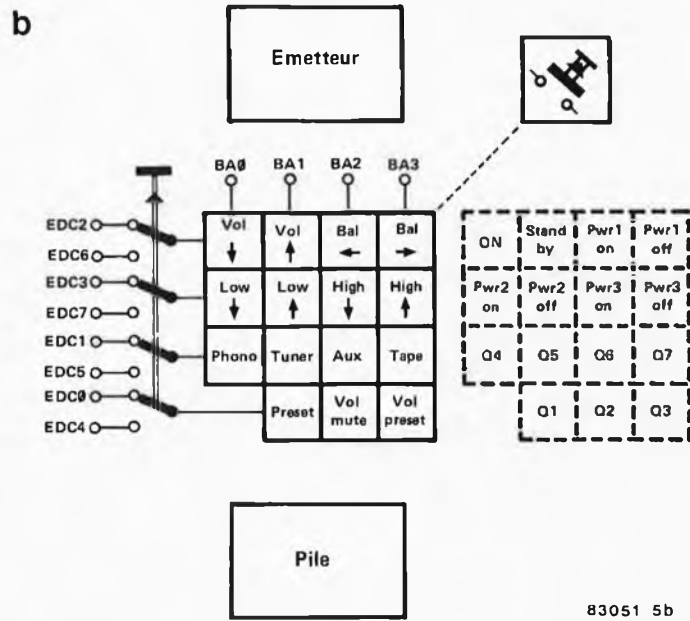 b
Emetteur
BAØ BA1 BA2 BA3
EDC2
EDC6
EDC3
EDC7
EDC1
EDC5
EDCØ
EDC4
Vol ↓ Vol ↑ Bal ← Bal →
Low ↓ Low ↑ High ↓ High ↑
Phono Tuner Aux Tape
Preset Vol mute Vol preset
ON Stand by Pwr1 on Pwr1 off
Pwr2 on Pwr2 off Pwr3 on Pwr3 off
Q4 Q5 Q6 Q7
Q1 Q2 Q3
Pile
83051 5b